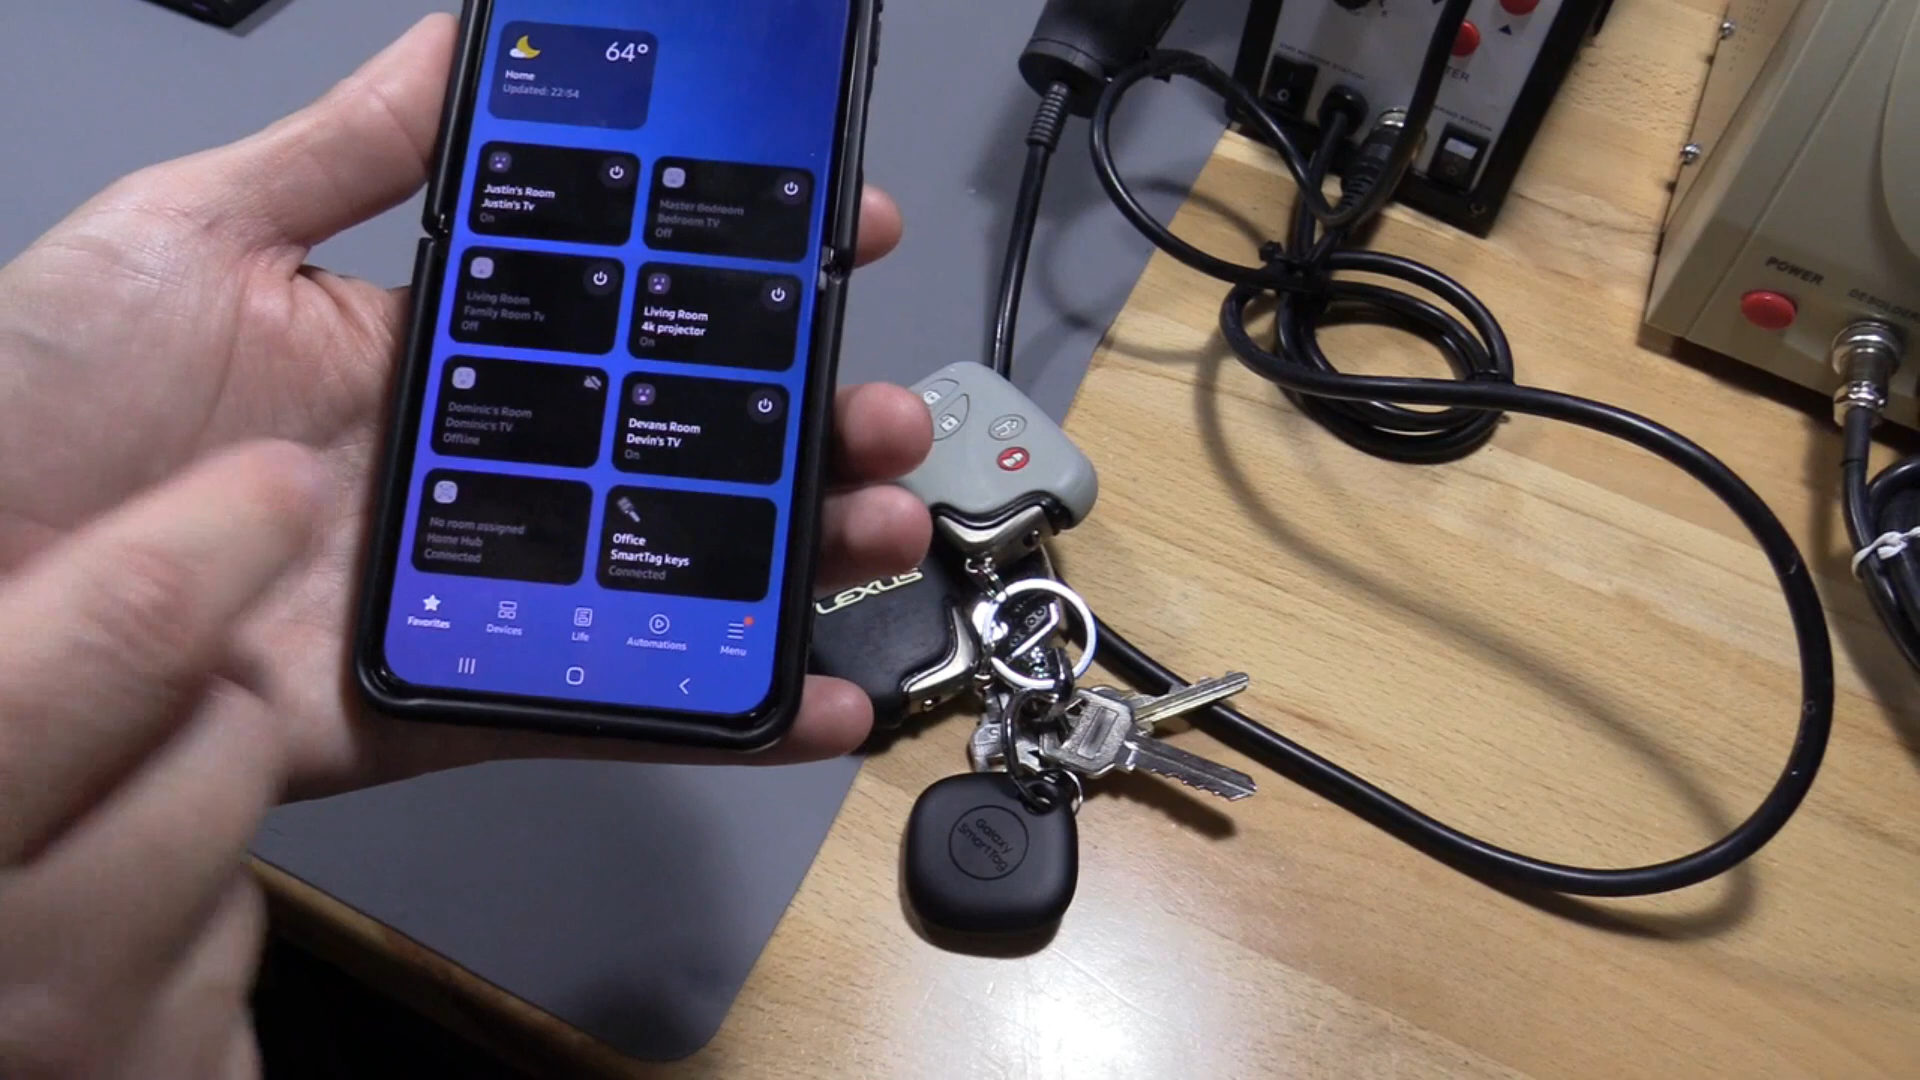 64°
Home
Updated: 22:54
Justin's Room
Justin's Tv
On
Master Bedroom
Bedroom TV
Off
Living Room
Family Room Tv
Off
Living Room
4k projector
On
Dominic's Room
Dominic's TV
Offline
Devans Room
Devin's TV
On
No room assigned
Home Hub
Connected
Office
SmartTag keys
Connected
Favorites
Devices
Life
Automations
Menu
LEXUS
Galaxy
SmartTag
POWER
DESOLDER
STATION